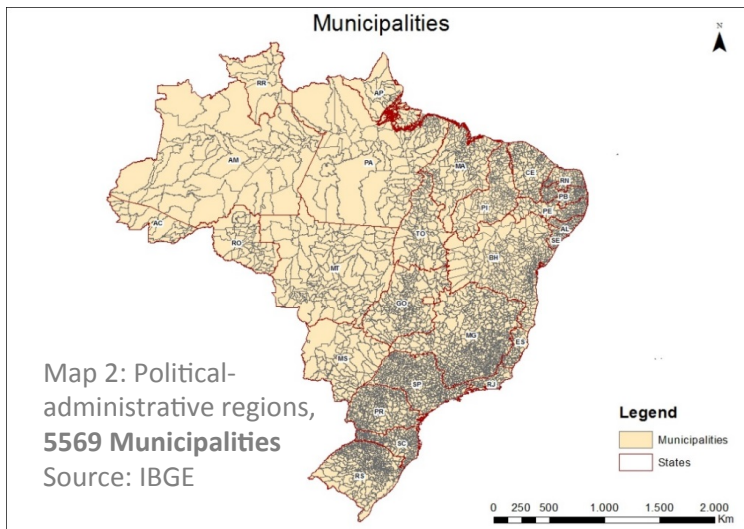 Municipalities
N
RR
AP
AM
PA
MA
CE
RN
PB
PI
PE
AL
SE
AC
RO
TO
MT
BH
GO
MG
ES
MS
SP
RJ
PR
SC
RS
Map 2: Political-
administrative regions,
5569 Municipalities
Source: IBGE
Legend
Municipalities
States
0 250 500 1.000 1.500 2.000
Km